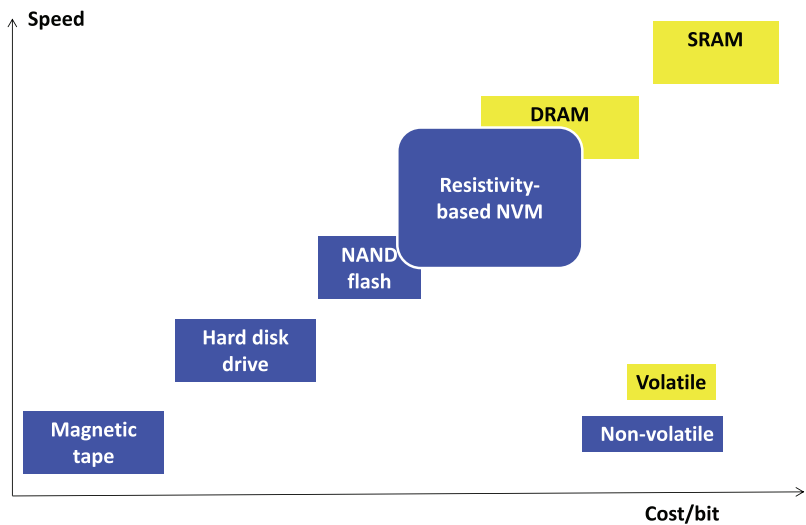 Speed
SRAM
DRAM
Resistivity-
based NVM
NAND
flash
Hard disk
drive
Volatile
Magnetic
tape
Non-volatile
Cost/bit